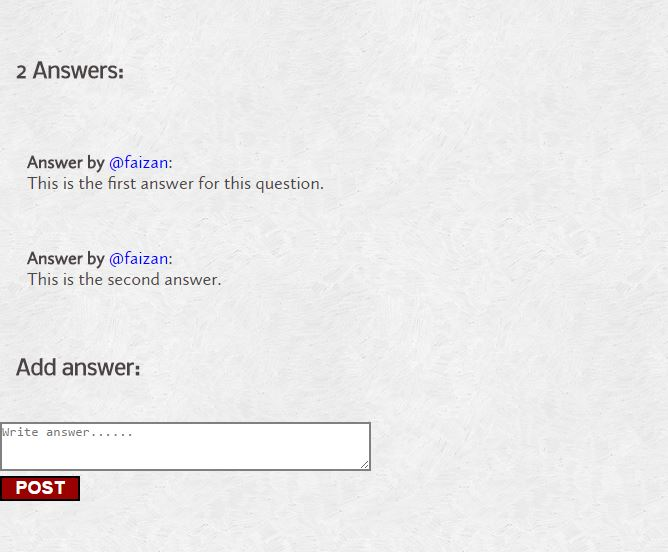 2 Answers:
Answer by @faizan:
This is the first answer for this question.
Answer by @faizan:
This is the second answer.
Add answer:
Write answer......
POST